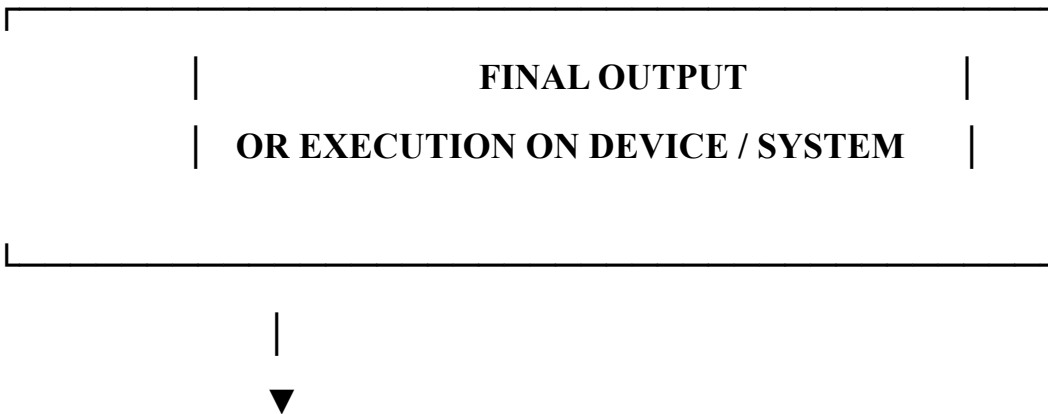 FINAL OUTPUT
OR EXECUTION ON DEVICE / SYSTEM